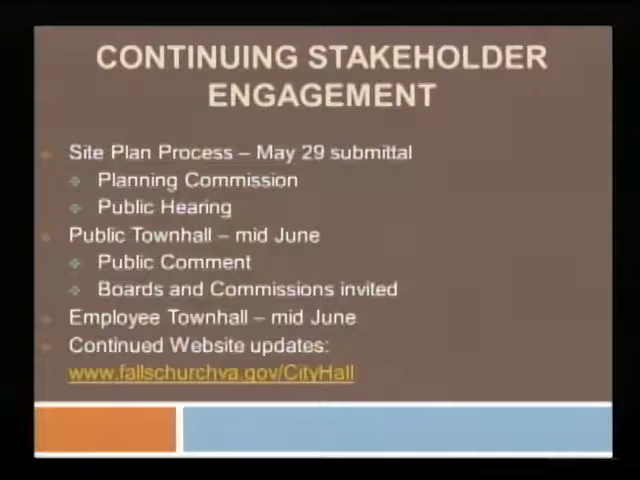 CONTINUING STAKEHOLDER
ENGAGEMENT
Site Plan Process – May 29 submittal
Planning Commission
Public Hearing
Public Townhall – mid June
Public Comment
Boards and Commissions invited
Employee Townhall – mid June
Continued Website updates:
www.fallschurchva.gov/CityHall